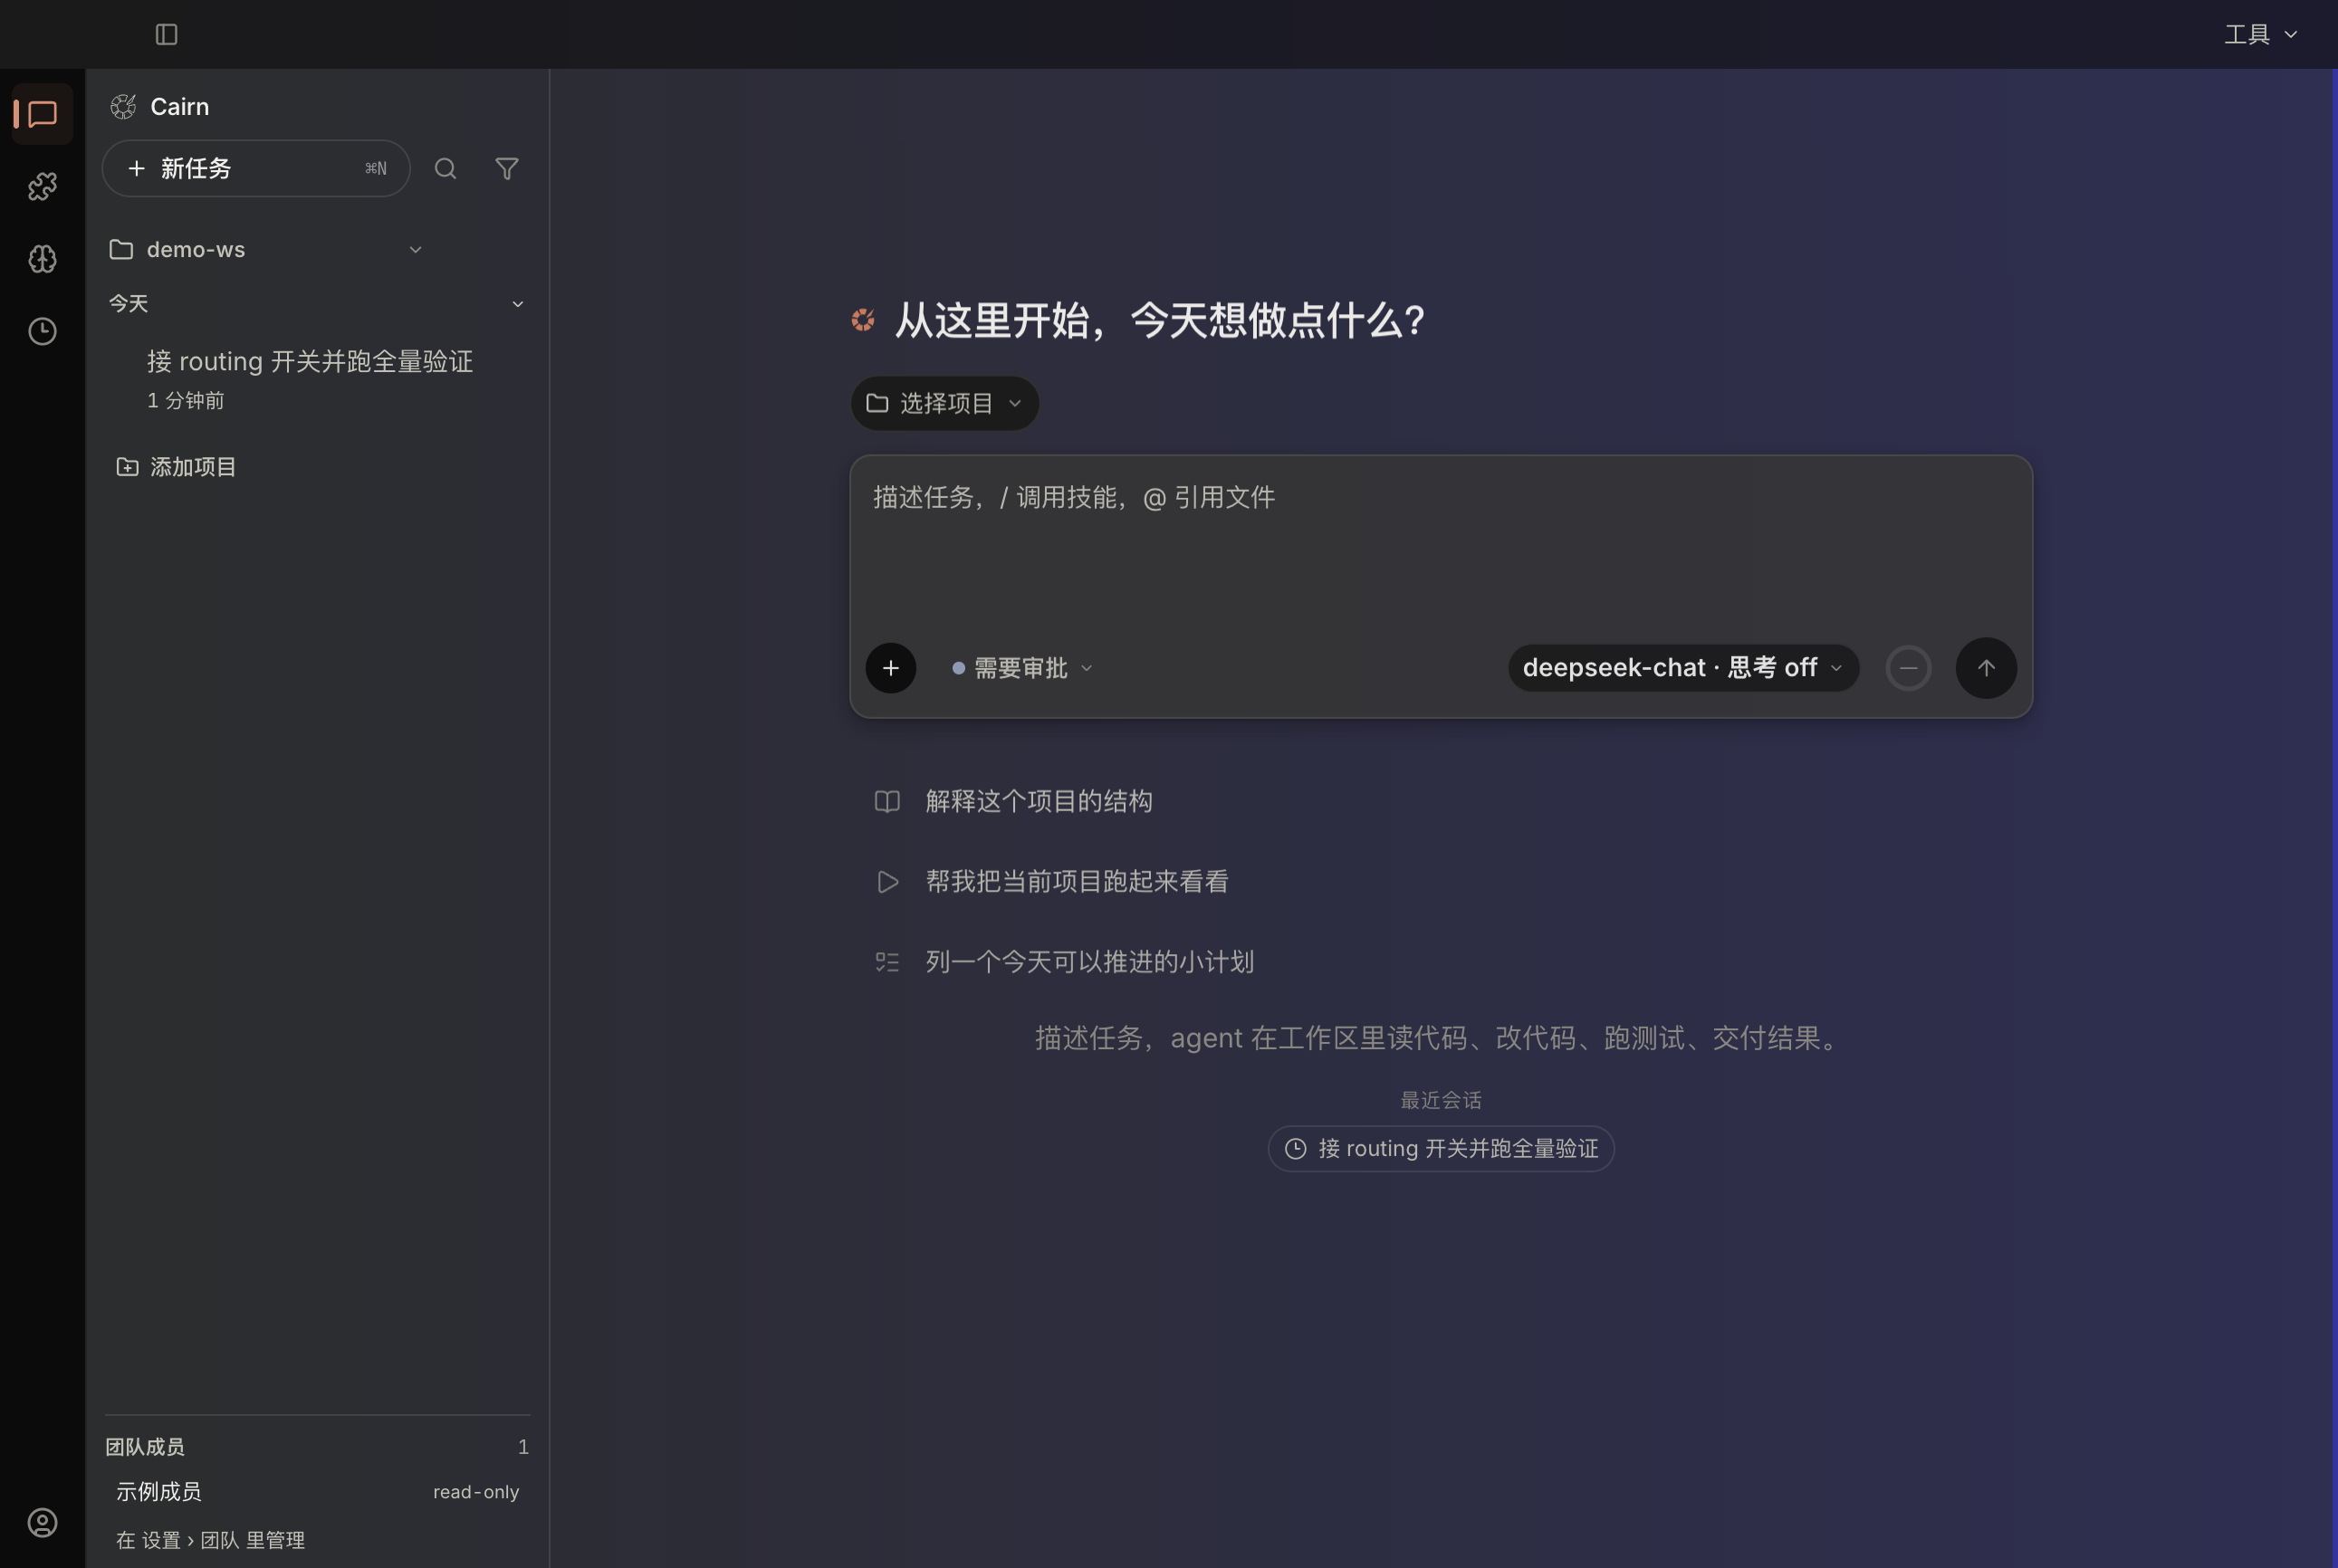 工具
Cairn
新任务 ⌘N
demo-ws
今天
接 routing 开关并跑全量验证
1 分钟前
添加项目
从这里开始，今天想做点什么?
选择项目
描述任务，/ 调用技能，@ 引用文件
需要审批
deepseek-chat · 思考 off
解释这个项目的结构
帮我把当前项目跑起来看看
列一个今天可以推进的小计划
描述任务，agent 在工作区里读代码、改代码、跑测试、交付结果。
最近会话
接 routing 开关并跑全量验证
团队成员 1
示例成员 read-only
在 设置 › 团队 里管理